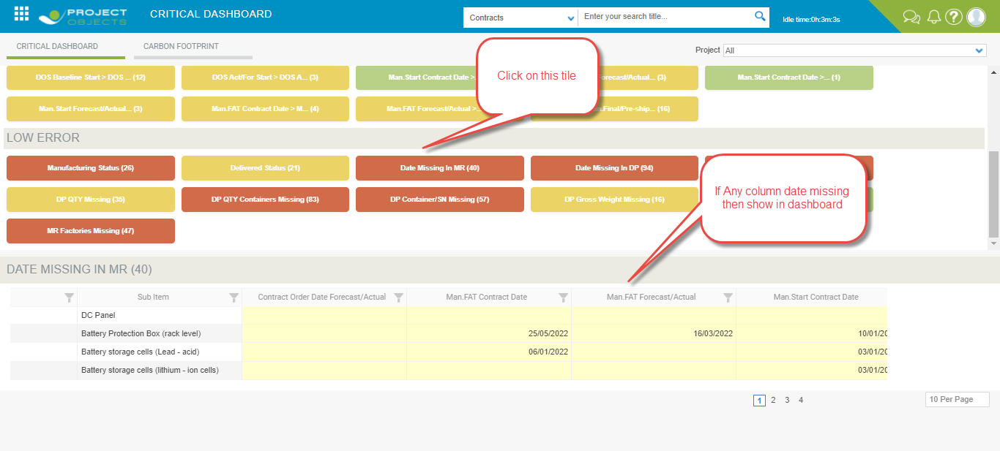 PROJECT
OBJECTS
CRITICAL DASHBOARD
Contracts
Enter your search title...
Idle time:0h:3m:3s
?
CRITICAL DASHBOARD
CARBON FOOTPRINT
Project
All
DOS Baseline Start > DOS ... (12)
DOS Act/For Start > DOS A... (3)
Man.Start Contract Date >.
orecast/Actual... (3)
Man.Start Contract Date >... (1)
Click on this tile
Man.Start Forecast/Actual... (3)
Man.FAT Contract Date > M... (4)
Man.FAT Forecast/Actual >..
.Final/Pre-ship... (16)
LOW ERROR
Manufacturing Status (26)
Delivered Status (21)
Date Missing In MR (40)
Date Missing In DP (94)
DP QTY Missing (35)
DP QTY Containers Missing (83)
DP Container/SN Missing (57)
DP Gross Weight Missing (16)
If Any column date missing
then show in dashboard
MR Factories Missing (47)
DATE MISSING IN MR (40)
Sub Item
Contract Order Date Forecast/Actual
Man.FAT Contract Date
Man.FAT Forecast/Actual
Man.Start Contract Date
DC Panel
Battery Protection Box (rack level)
25/05/2022
16/03/2022
10/01/20
Battery storage cells (Lead - acid)
06/01/2022
03/01/20
Battery storage cells (lithium - ion cells)
03/01/20
1 2 3 4
10 Per Page